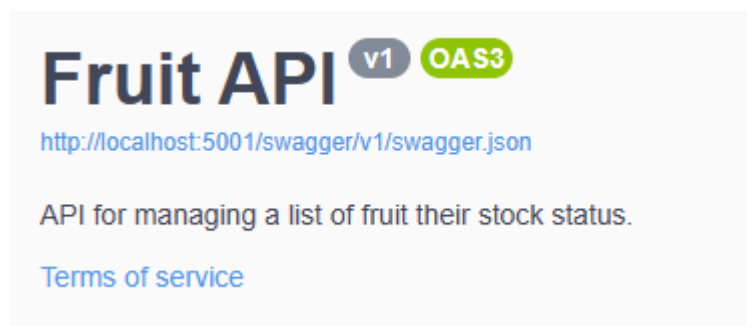 Fruit API v1 OAS3
http://localhost:5001/swagger/v1/swagger.json
API for managing a list of fruit their stock status.
Terms of service